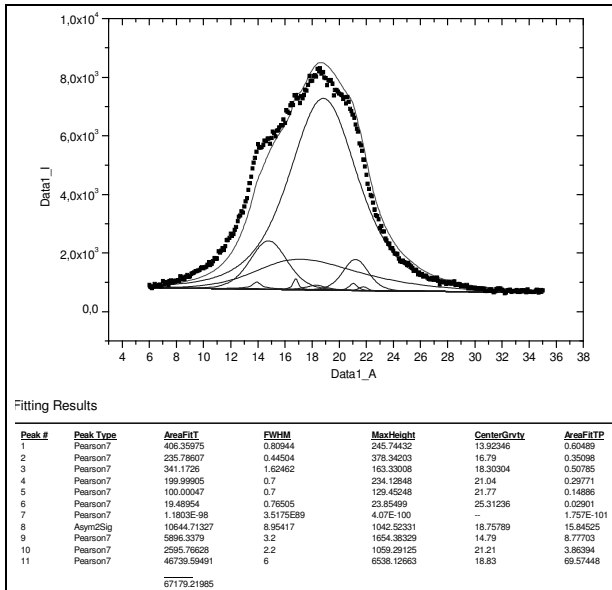 1,0x10⁴
8,0x10³
6,0x10³
4,0x10³
2,0x10³
0,0
Data1_I
4 6 8 10 12 14 16 18 20 22 24 26 28 30 32 34 36 38
Data1_A
Fitting Results
Peak # Peak Type AreaFitT FWHM MaxHeight CenterGrvty AreaFitTP
1 Pearson7 406.35975 0.80944 245.74432 13.92346 0.60489
2 Pearson7 235.78607 0.44504 378.34203 16.79 0.35098
3 Pearson7 341.1726 1.62462 163.33008 18.30304 0.50785
4 Pearson7 199.99905 0.7 234.12848 21.04 0.29771
5 Pearson7 100.00047 0.7 129.45248 21.77 0.14886
6 Pearson7 19.48954 0.76505 23.85499 25.31236 0.02901
7 Pearson7 1.1803E-98 3.5175E89 4.07E-100 -- 1.757E-101
8 Asym2Sig 10644.71327 8.95417 1042.52331 18.75789 15.84525
9 Pearson7 5896.3379 3.2 1654.38329 14.79 8.77703
10 Pearson7 2595.76628 2.2 1059.29125 21.21 3.86394
11 Pearson7 46739.59491 6 6538.12663 18.83 69.57448
67179.21985